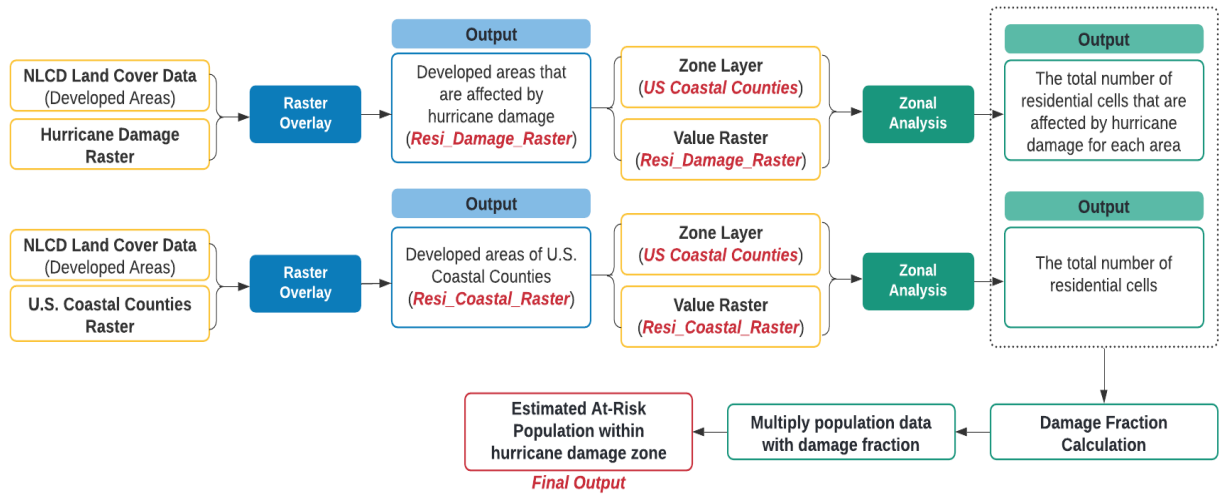 Output
NLCD Land Cover Data
(Developed Areas)
Hurricane Damage
Raster
Raster
Overlay
Developed areas that
are affected by
hurricane damage
(Resi_Damage_Raster)
Zone Layer
(US Coastal Counties)
Value Raster
(Resi_Damage_Raster)
Zonal
Analysis
Output
The total number of
residential cells that are
affected by hurricane
damage for each area
Output
NLCD Land Cover Data
(Developed Areas)
U.S. Coastal Counties
Raster
Raster
Overlay
Developed areas of U.S.
Coastal Counties
(Resi_Coastal_Raster)
Zone Layer
(US Coastal Counties)
Value Raster
(Resi_Coastal_Raster)
Zonal
Analysis
Output
The total number of
residential cells
Damage Fraction
Calculation
Multiply population data
with damage fraction
Estimated At-Risk
Population within
hurricane damage zone
Final Output